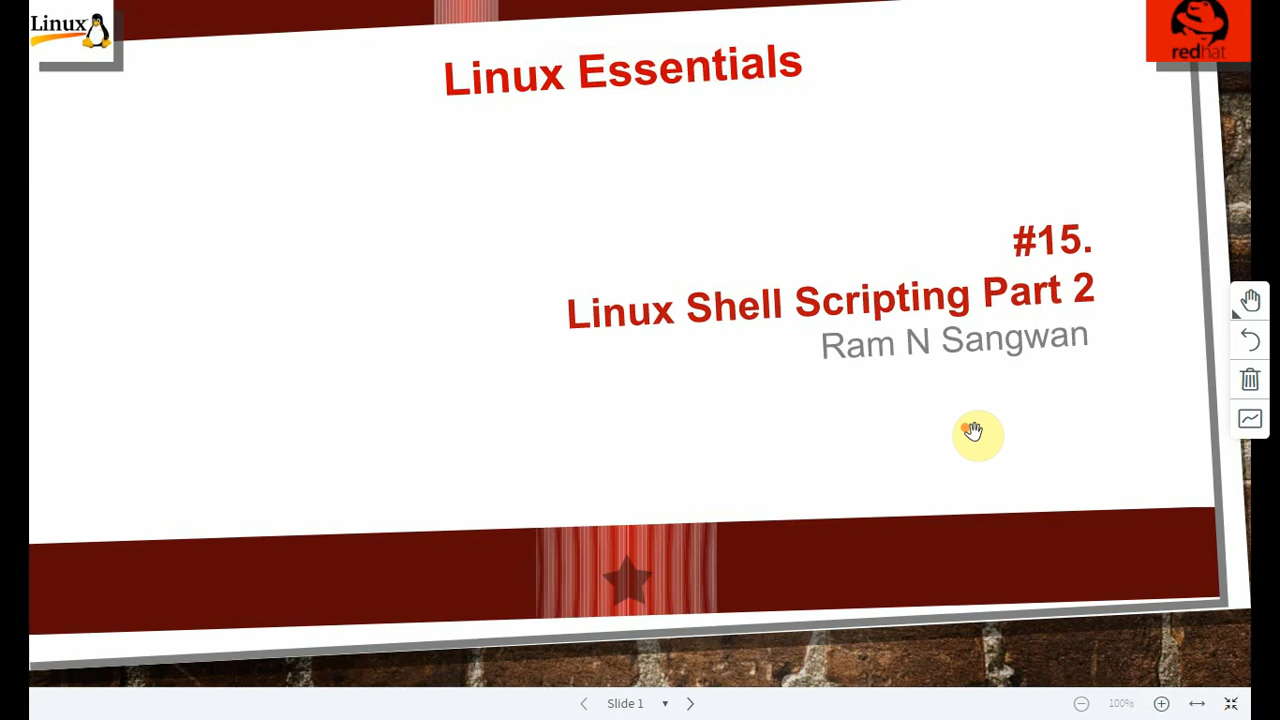 Linux
redhat
Linux Essentials
#15.
Linux Shell Scripting Part 2
Ram N Sangwan
Slide 1
100%